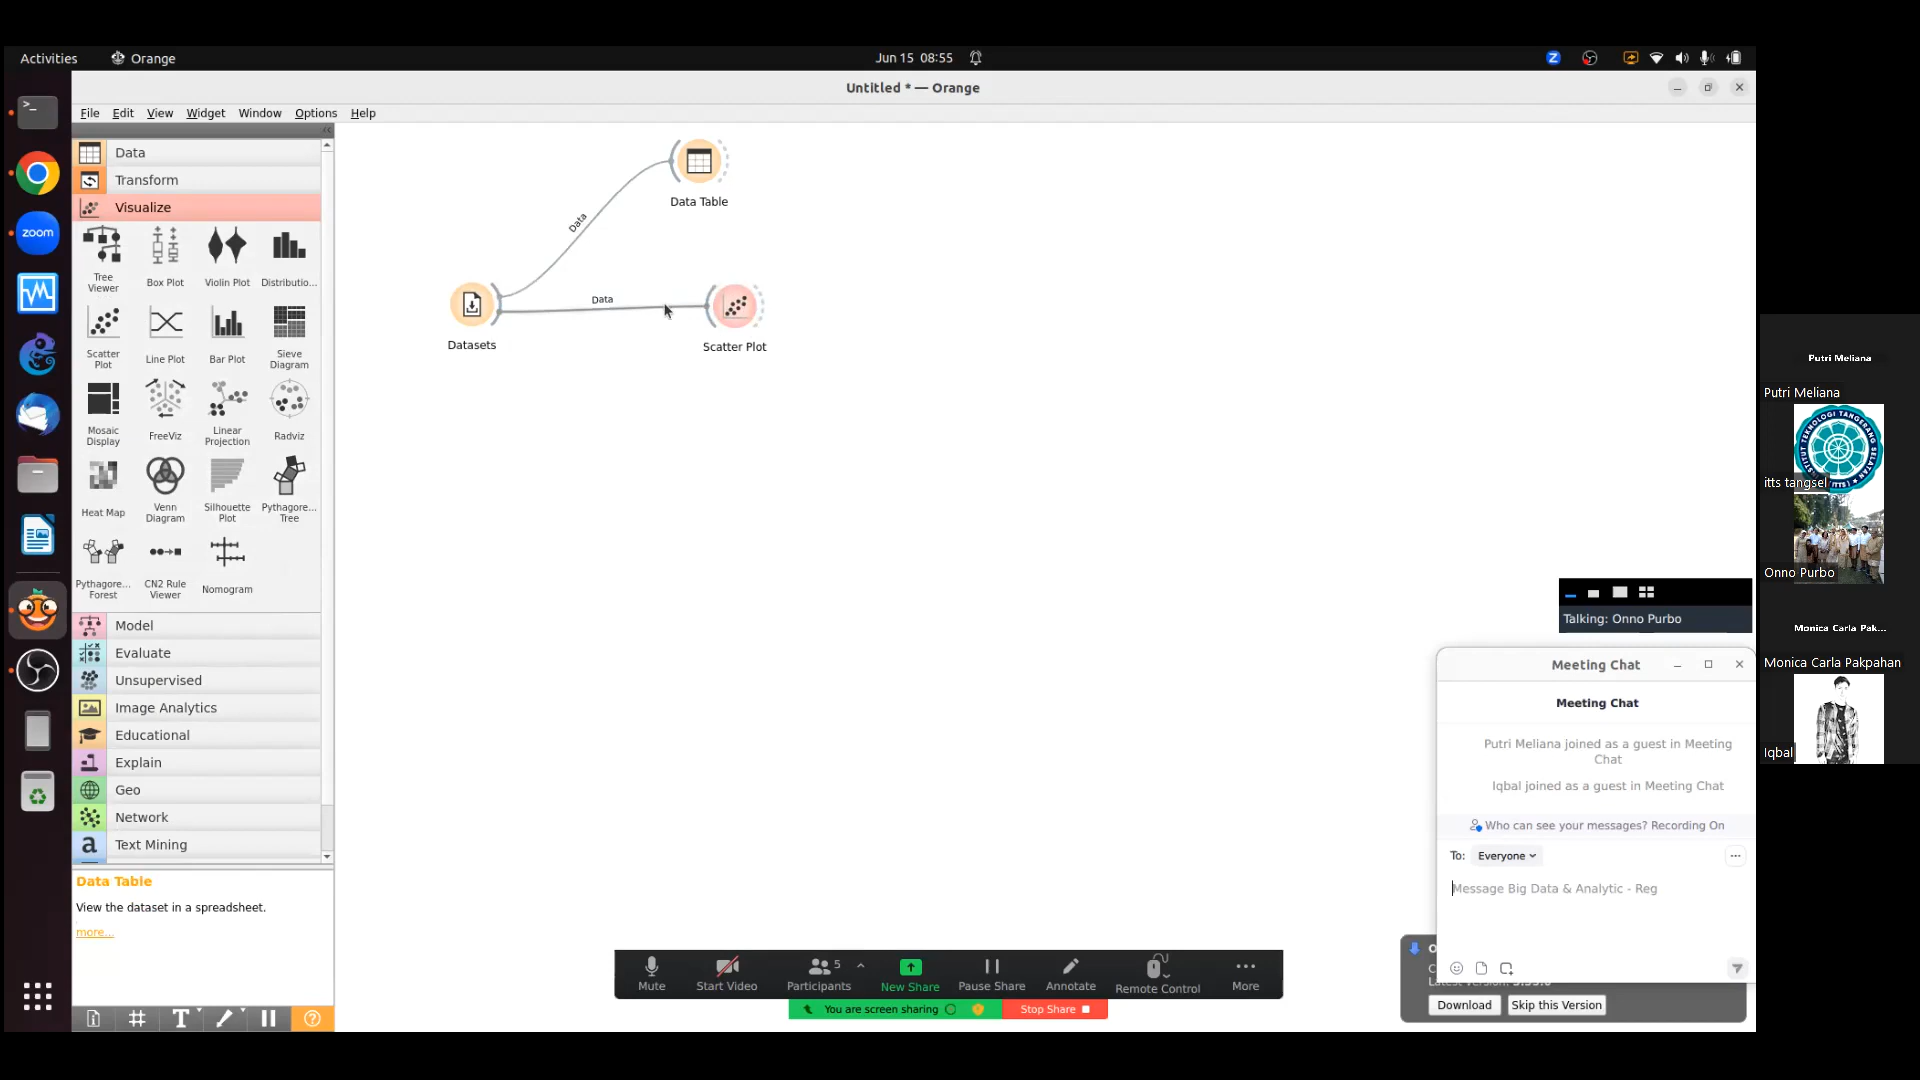 Activities
Orange
Jun 15 08:55
Untitled * — Orange
File Edit View Widget Window Options Help
Data
Transform
Visualize
Tree Viewer
Box Plot
Violin Plot
Distributio...
Scatter Plot
Line Plot
Bar Plot
Sieve Diagram
Mosaic Display
FreeViz
Linear Projection
Radviz
Heat Map
Venn Diagram
Silhouette Plot
Pythagore... Tree
Pythagore... Forest
CN2 Rule Viewer
Nomogram
Model
Evaluate
Unsupervised
Image Analytics
Educational
Explain
Geo
Network
Text Mining
Data Table
View the dataset in a spreadsheet.
more...
zoom
Data Table
Data
Data
Datasets
Scatter Plot
Talking: Onno Purbo
Meeting Chat
Meeting Chat
Putri Meliana joined as a guest in Meeting
Chat
Iqbal joined as a guest in Meeting Chat
Who can see your messages? Recording On
To: Everyone
Message Big Data & Analytic - Reg
Download
Skip this Version
Mute
Start Video
5
Participants
New Share
Pause Share
Annotate
Remote Control
More
You are screen sharing
Stop Share
Putri Meliana
Putri Meliana
itts tangsel
Onno Purbo
Monica Carla Pak...
Monica Carla Pakpahan
Iqbal